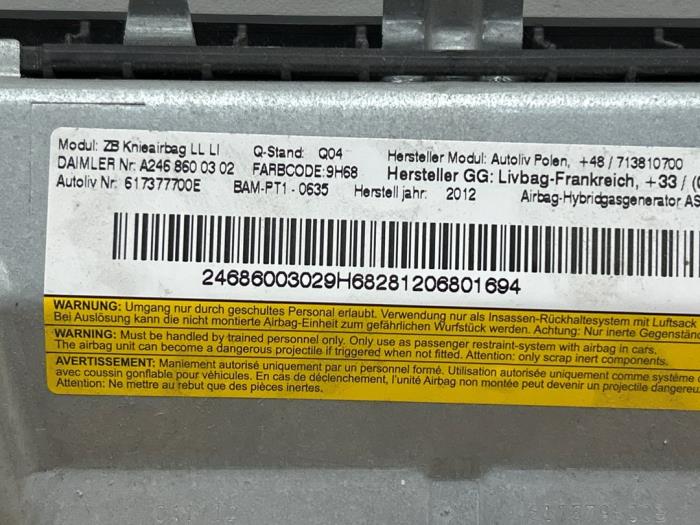 Modul: ZB Knieairbag LL LI Q-Stand: Q04 Hersteller Modul: Autoliv Polen, +48/713810700
DAIMLER Nr. A246 860 03 02 FARBCODE:9H68 Hersteller GG: Livbag-Frankreich, +33/
Autoliv Nr: 617377700E BAM-PT1-0635 Herstelljahr: 2012 Airbag-Hybridgasgenerator AS
24686003029H68281206801694
WARNUNG: Umgang nur durch geschultes Personal erlaubt. Verwendung nur als Insassen-Rückhaltesystem mit Luftsack
Bei Auslösung kann die nicht montierte Airbag-Einheit zum gefährlichen Wurfstück werden. Achtung: Nur inerte Gegenstän
WARNING: Must be handled by trained personnel only. Only use as passenger restraint-system with airbag in cars.
The airbag unit can become a dangerous projectile if triggered when not fitted. Attention: only scrap inert components.
AVERTISSEMENT: Maniement autorisé uniquement par un personnel formé. Utilisation autorisée uniquement comme système
avec coussin gonflable pour véhicules. En cas de déclenchement, l'unité Airbag non montée peut devenir un projectile dangereu
Attention: Ne mettre au rebut que des pièces inertes.